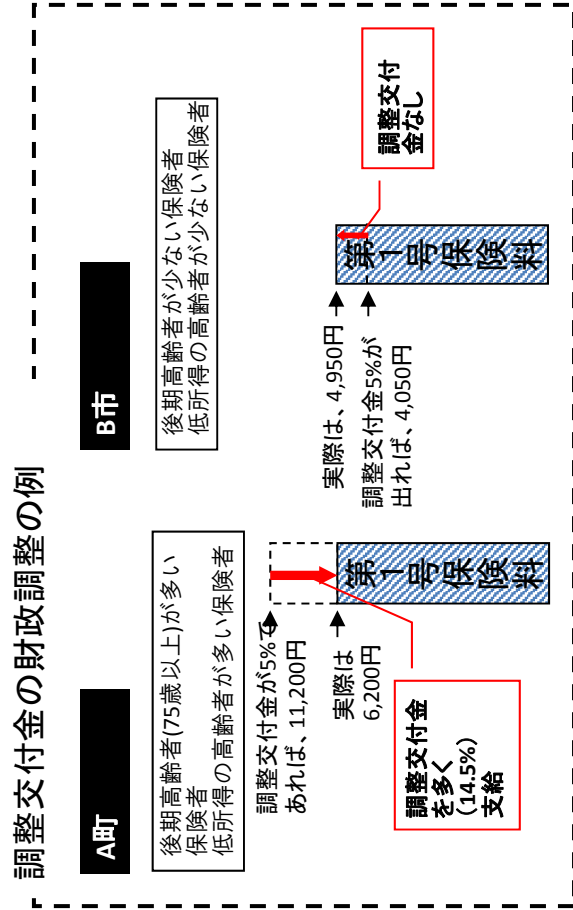 調整交付金の財政調整の例
A町
後期高齢者(75歳以上)が多い
保険者
低所得の高齢者が多い保険者
調整交付金が5%で
あれば、11,200円
実際は
6,200円
第1号保険料
調整交付金
を多く
(14.5%)
支給
B市
後期高齢者が少ない保険者
低所得の高齢者が少ない保険者
実際は、4,950円
調整交付金5%が
出れば、4,050円
第1号保険料
調整交付
金なし